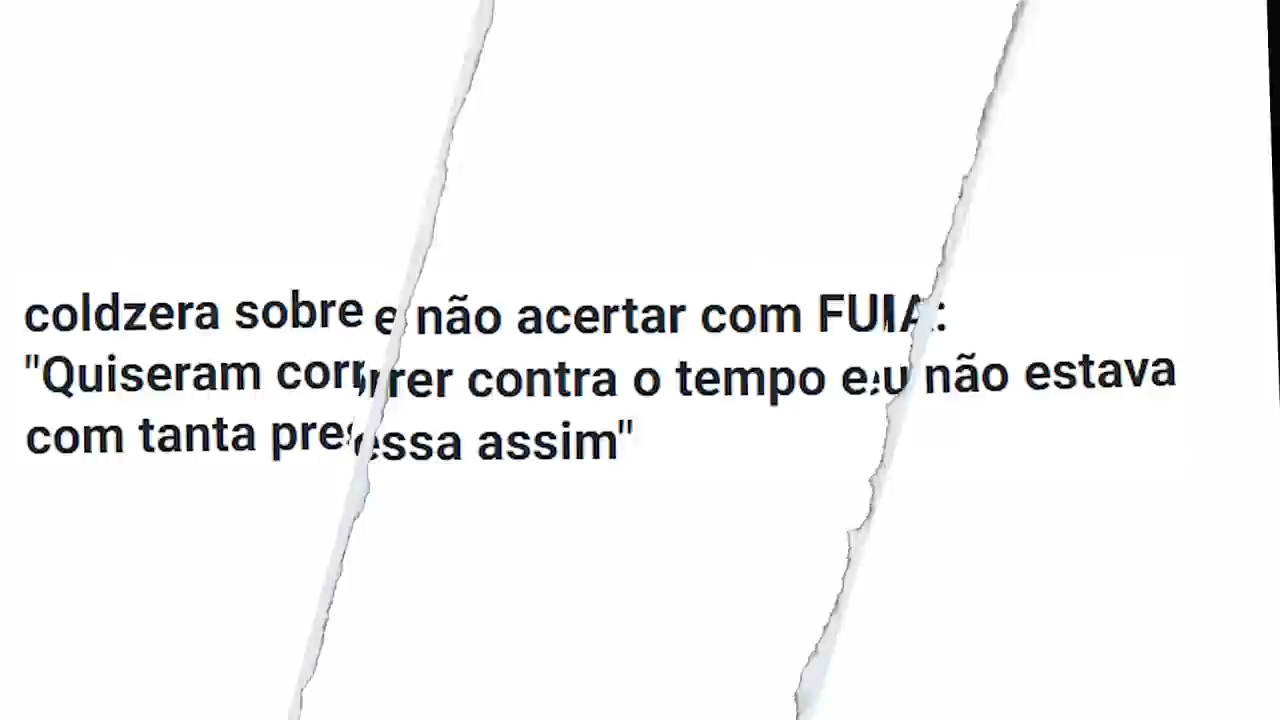 coldzera sobre não acertar com FURIA:
"Quiseram correr contra o tempo eu não estava
com tanta pressa assim"